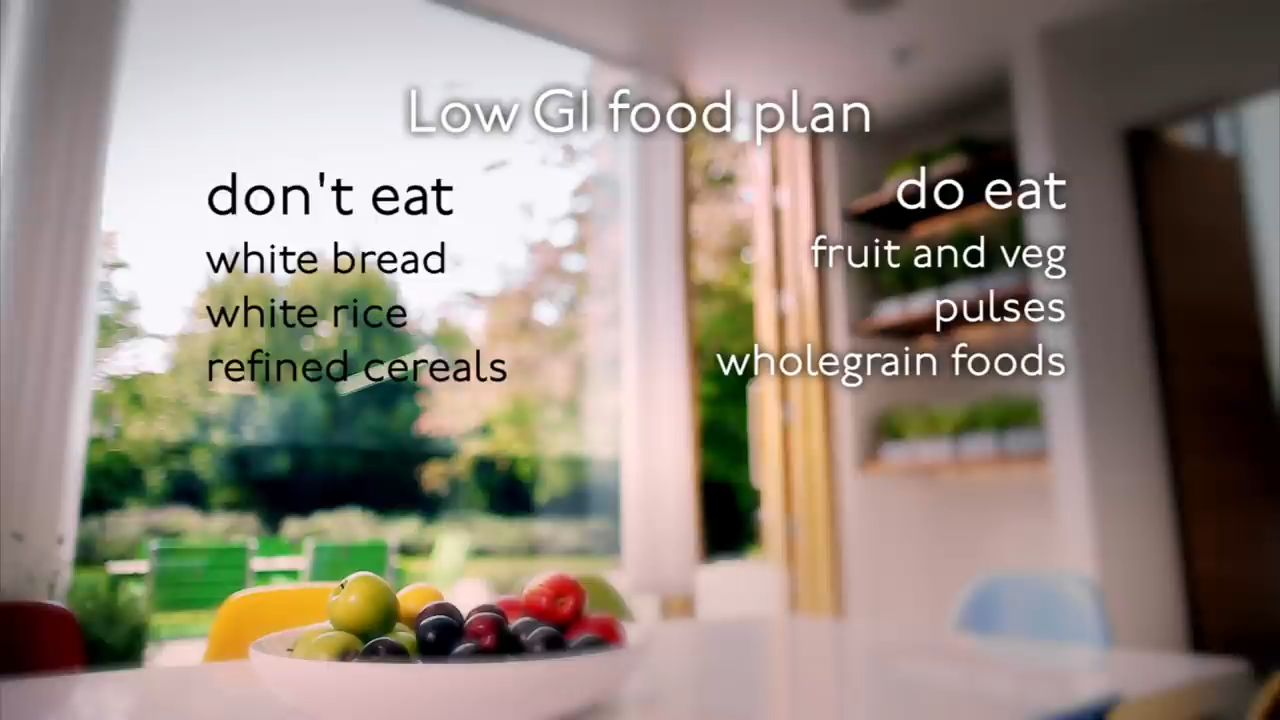 Low GI food plan
don't eat
white bread
white rice
refined cereals
do eat
fruit and veg
pulses
wholegrain foods